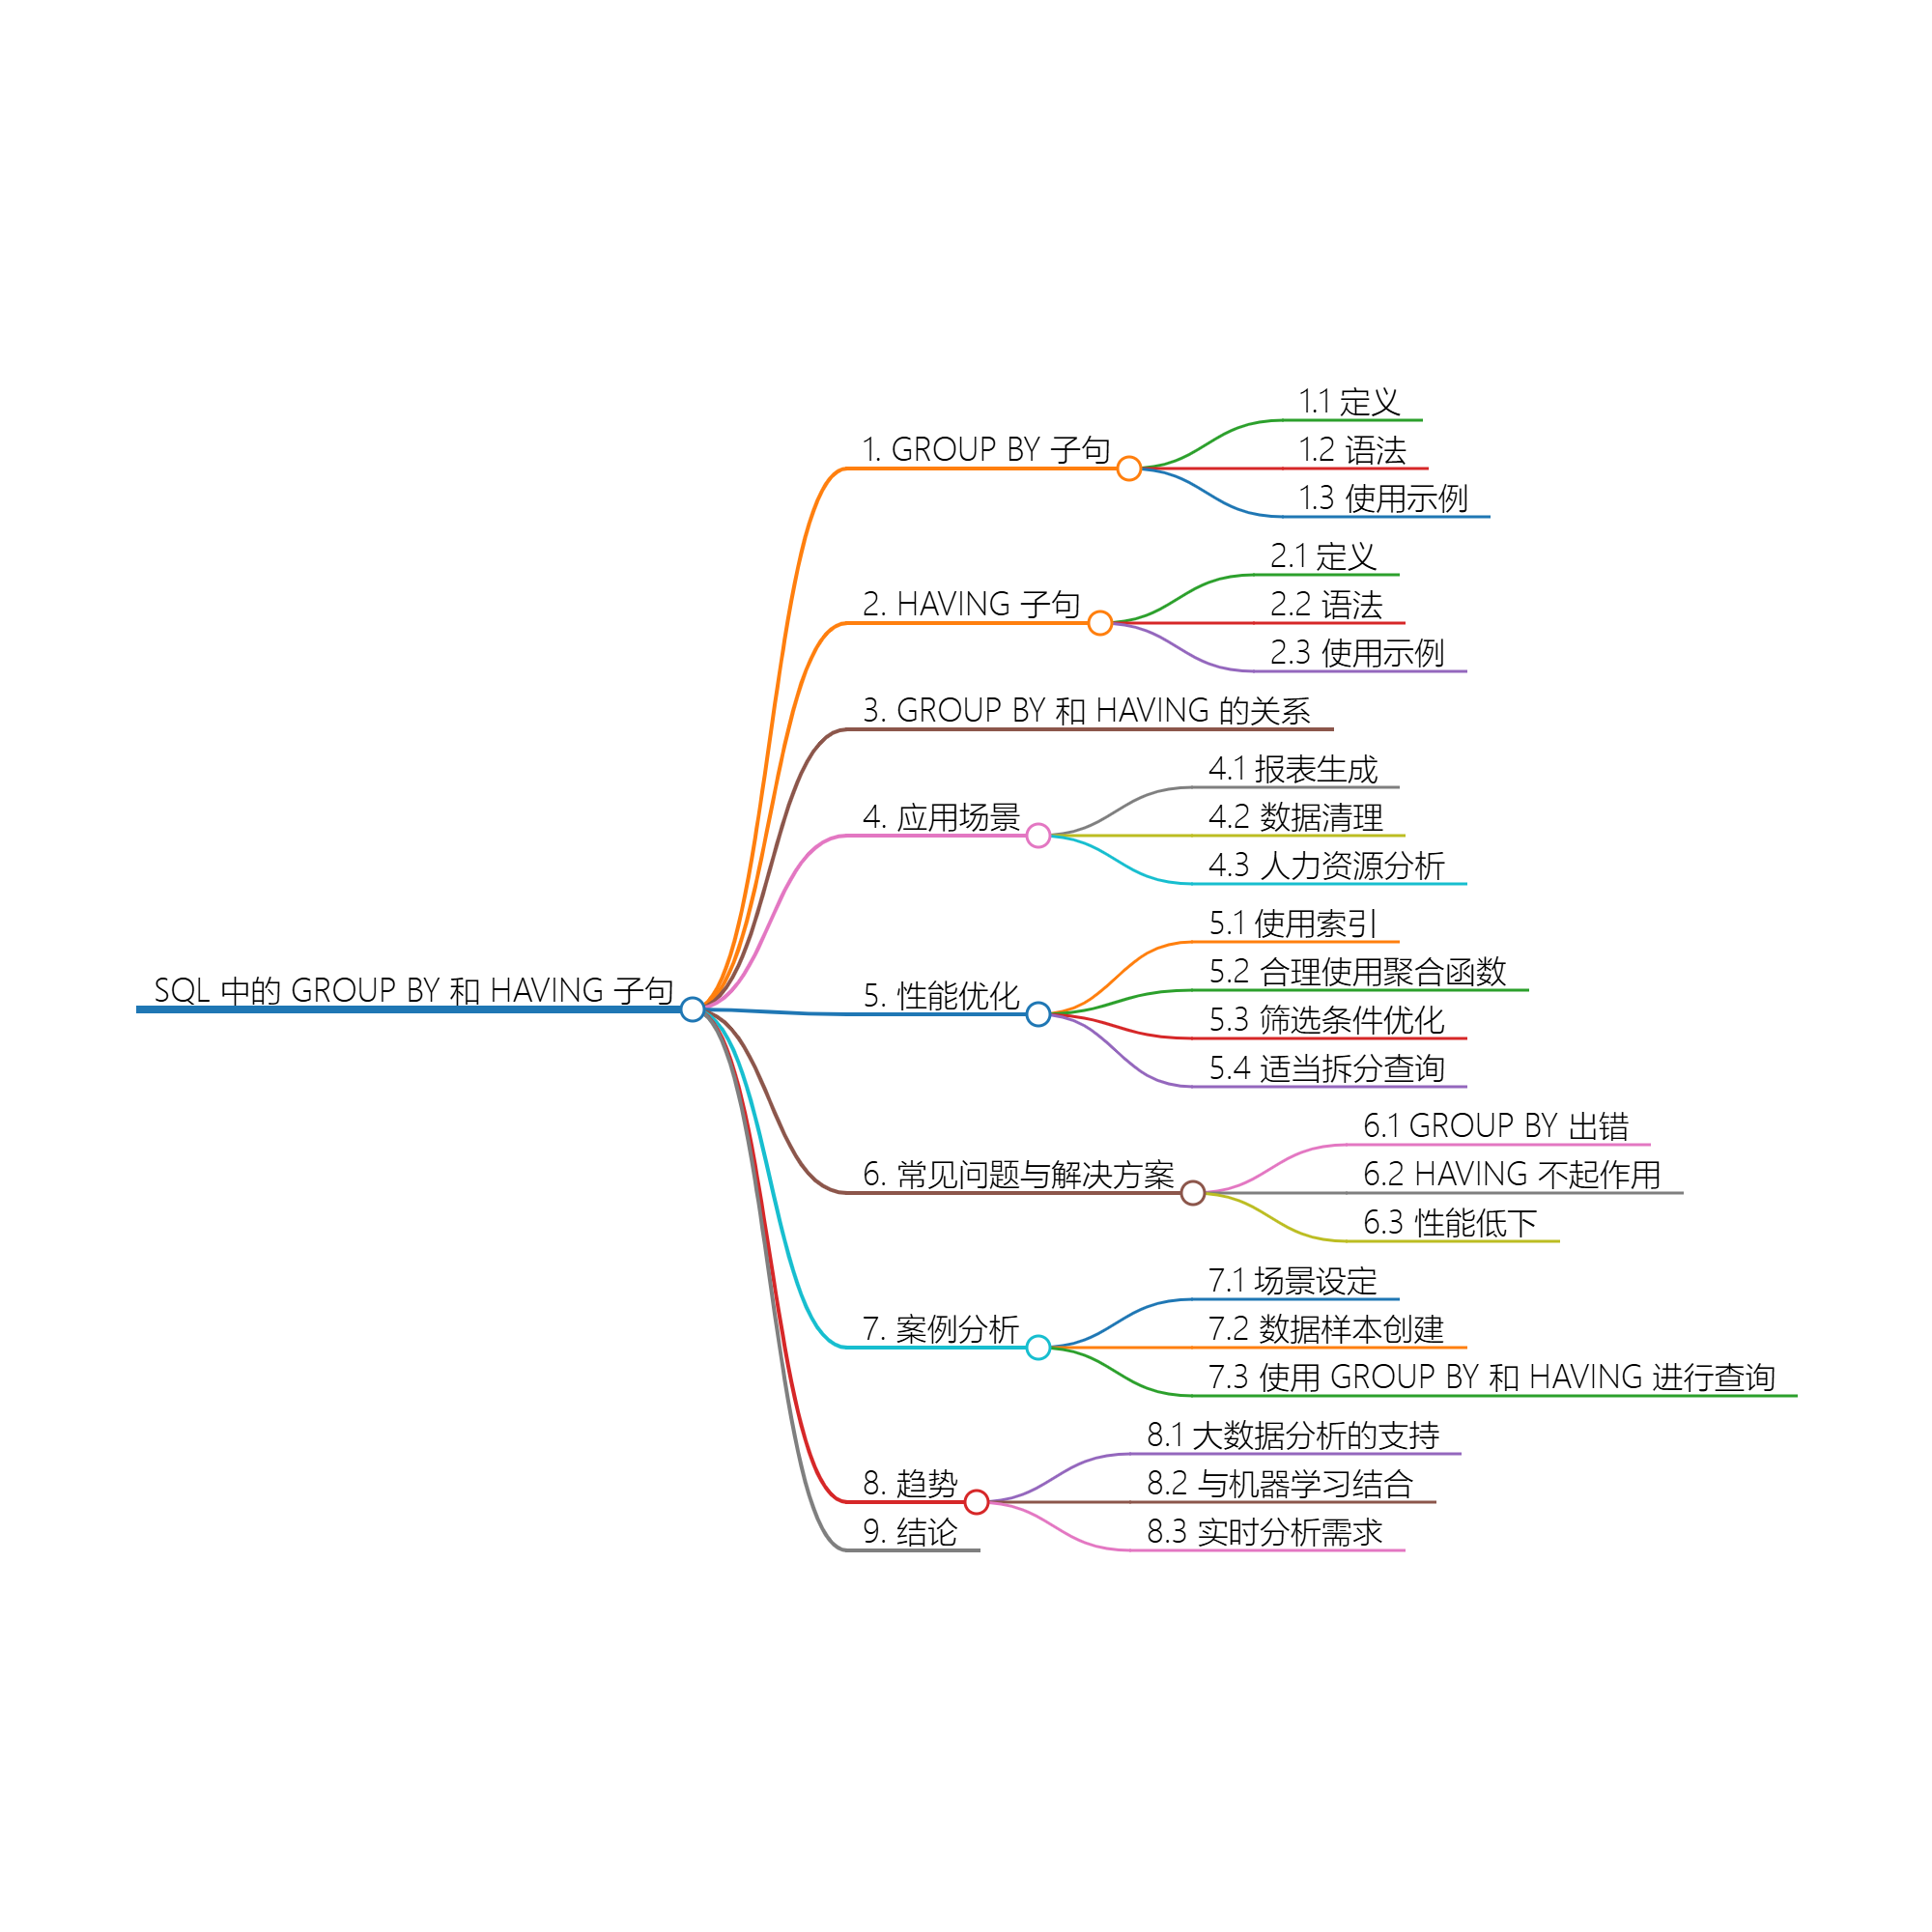 SQL 中的 GROUP BY 和 HAVING 子句
1. GROUP BY 子句
1.1 定义
1.2 语法
1.3 使用示例
2. HAVING 子句
2.1 定义
2.2 语法
2.3 使用示例
3. GROUP BY 和 HAVING 的关系
4. 应用场景
4.1 报表生成
4.2 数据清理
4.3 人力资源分析
5. 性能优化
5.1 使用索引
5.2 合理使用聚合函数
5.3 筛选条件优化
5.4 适当拆分查询
6. 常见问题与解决方案
6.1 GROUP BY 出错
6.2 HAVING 不起作用
6.3 性能低下
7. 案例分析
7.1 场景设定
7.2 数据样本创建
7.3 使用 GROUP BY 和 HAVING 进行查询
8. 趋势
8.1 大数据分析的支持
8.2 与机器学习结合
8.3 实时分析需求
9. 结论